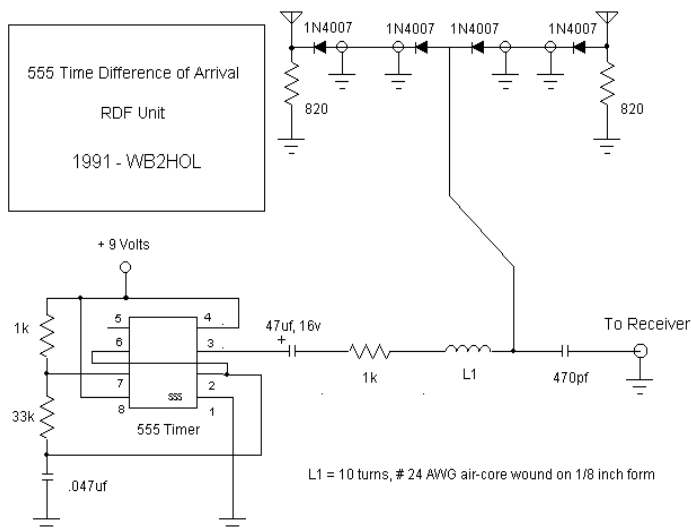 1N4007 1N4007 1N4007 1N4007
820 820
555 Time Difference of Arrival
RDF Unit
1991 - WB2HOL
+ 9 Volts
5 4
6 3
7 2
8 1
SSS
555 Timer
1k
33k
.047uf
47uf, 16v
+
1k
L1
470pf
To Receiver
L1 = 10 turns, # 24 AWG air-core wound on 1/8 inch form